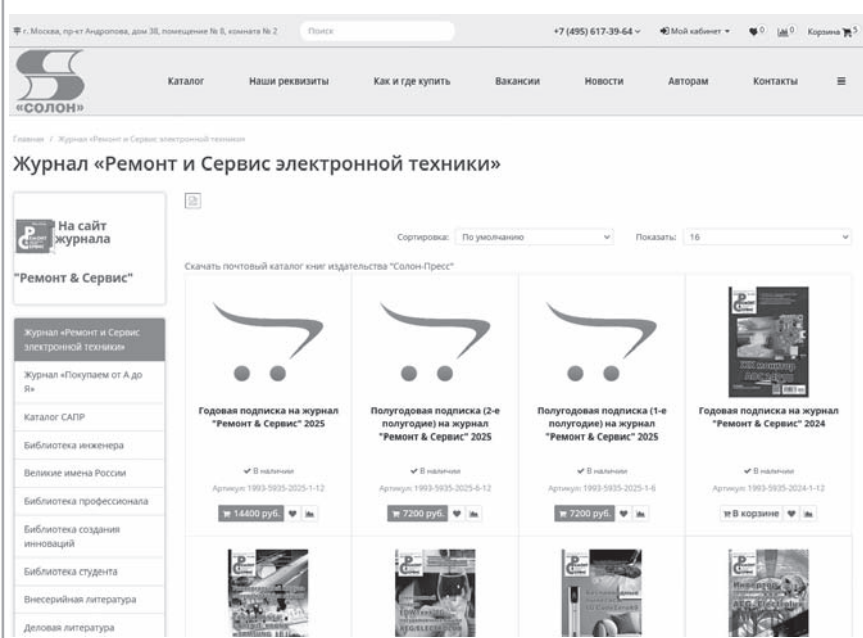 г. Москва, пр-кт Андропова, дом 38, помещение № 8, комната № 2
Поиск
+7 (495) 617-39-64
Мой кабинет
0
0
Корзина 5
«СОЛОН»
Каталог
Наши реквизиты
Как и где купить
Вакансии
Новости
Авторам
Контакты
Главная / Журнал «Ремонт и Сервис электронной техники»
Журнал «Ремонт и Сервис электронной техники»
На сайт
журнала
"Ремонт & Сервис"
Сортировка: По умолчанию
Показать: 16
Скачать почтовый каталог книг издательства "Солон-Пресс"
Журнал «Ремонт и Сервис
электронной техники»
Журнал «Покупаем от А до
Я»
Каталог САПР
Библиотека инженера
Великие имена России
Библиотека профессионала
Библиотека создания
инноваций
Библиотека студента
Внесерийная литература
Деловая литература
Годовая подписка на журнал
"Ремонт & Сервис" 2025
В наличии
Артикул: 1993-5935-2025-1-12
14400 руб.
Полугодовая подписка (2-е
полугодие) на журнал
"Ремонт & Сервис" 2025
В наличии
Артикул: 1993-5935-2025-6-12
7200 руб.
Полугодовая подписка (1-е
полугодие) на журнал
"Ремонт & Сервис" 2025
В наличии
Артикул: 1993-5935-2025-1-6
7200 руб.
Годовая подписка на журнал
"Ремонт & Сервис" 2024
В наличии
Артикул: 1993-5935-2024-1-12
В корзине